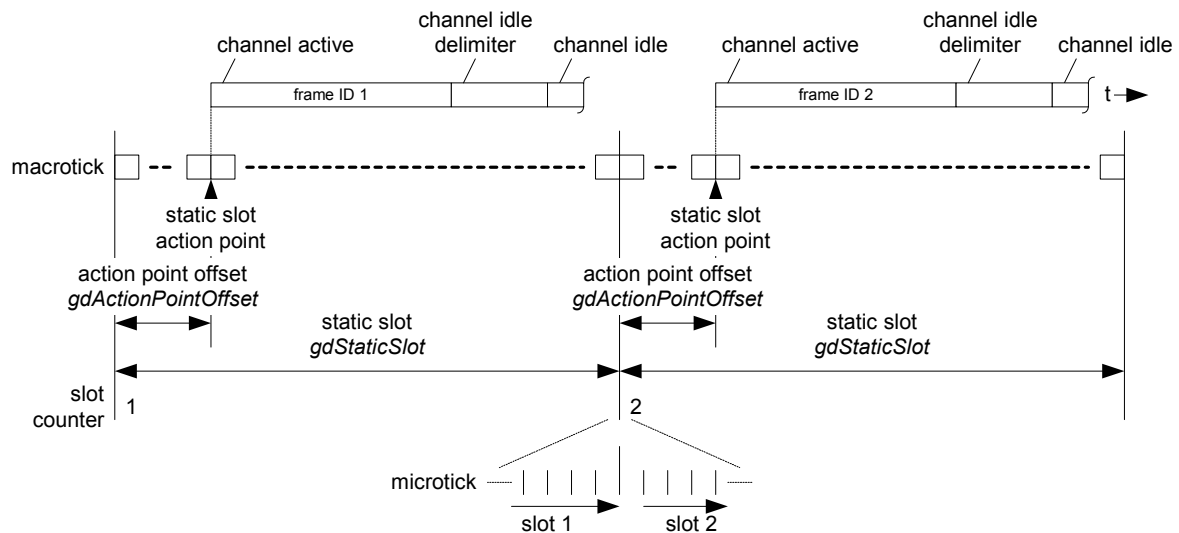 channel active
channel idle
delimiter
channel idle
channel active
channel idle
delimiter
channel idle
frame ID 1
frame ID 2
t
macrotick
static slot
action point
static slot
action point
action point offset
gdActionPointOffset
action point offset
gdActionPointOffset
static slot
gdStaticSlot
static slot
gdStaticSlot
slot
counter
1
2
microtick
slot 1
slot 2